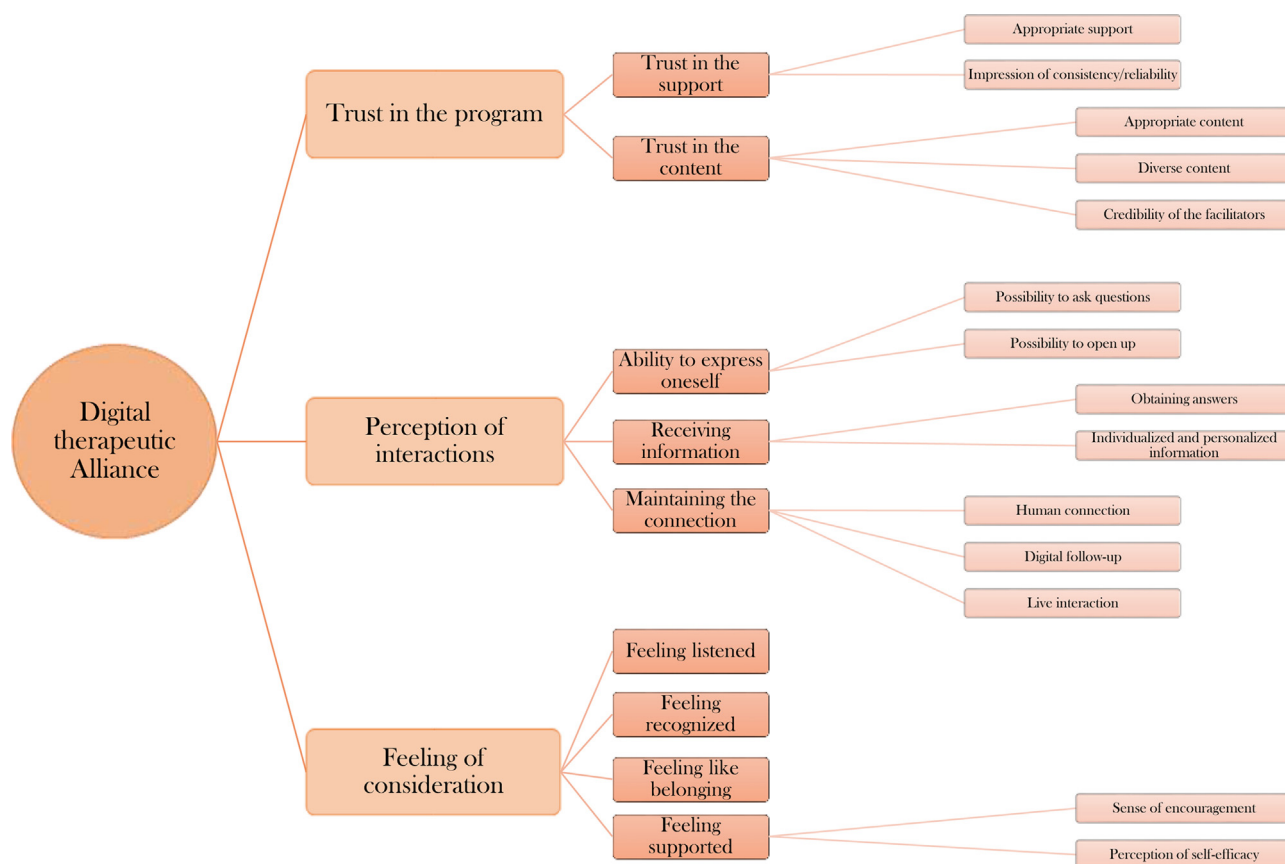 Digital
therapeutic
Alliance
Trust in the program
Trust in the
support
Appropriate support
Impression of consistency/reliability
Trust in the
content
Appropriate content
Diverse content
Credibility of the facilitators
Perception of
interactions
Ability to express
oneself
Possibility to ask questions
Possibility to open up
Receiving
information
Obtaining answers
Individualized and personalized
information
Maintaining the
connection
Human connection
Digital follow-up
Live interaction
Feeling of
consideration
Feeling listened
Feeling
recognized
Feeling like
belonging
Feeling
supported
Sense of encouragement
Perception of self-efficacy